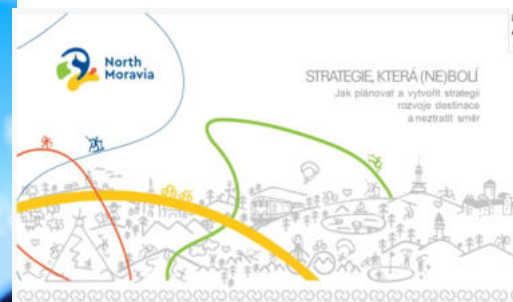 North
Moravia
STRATEGIE, KTERÁ (NE)BOLÍ
Jak plánovat a vytvořit strategii
rozvoje destinace
a neztratit směr